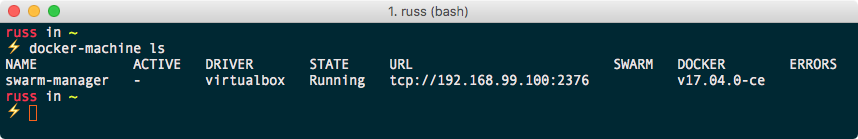 1. russ (bash)
russ in ~
⚡ docker-machine ls
NAME ACTIVE DRIVER STATE URL SWARM DOCKER ERRORS
swarm-manager - virtualbox Running tcp://192.168.99.100:2376 v17.04.0-ce
russ in ~
⚡